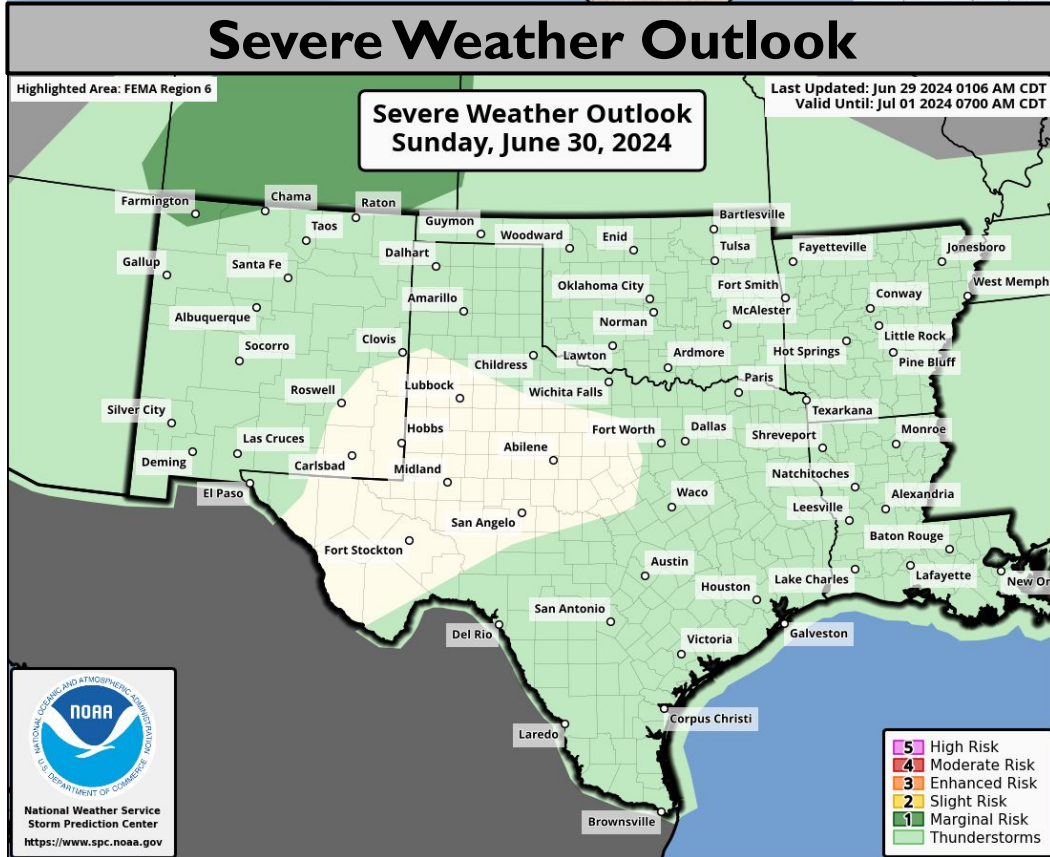 Severe Weather Outlook
Highlighted Area: FEMA Region 6
Last Updated: Jun 29 2024 0106 AM CDT
Valid Until: Jul 01 2024 0700 AM CDT
Severe Weather Outlook
Sunday, June 30, 2024
Farmington
Chama
Raton
Taos
Guymon
Woodward
Enid
Bartlesville
Tulsa
Fayetteville
Jonesboro
Gallup
Santa Fe
Dalhart
Oklahoma City
Fort Smith
West Memph
Albuquerque
Amarillo
Norman
McAlester
Conway
Little Rock
Socorro
Clovis
Childress
Lawton
Ardmore
Hot Springs
Pine Bluff
Roswell
Lubbock
Wichita Falls
Paris
Texarkana
Silver City
Las Cruces
Hobbs
Fort Worth
Dallas
Shreveport
Monroe
Deming
Carlsbad
Midland
Abilene
Natchitoches
El Paso
Waco
Alexandria
San Angelo
Leesville
Fort Stockton
Baton Rouge
Austin
Houston
Lake Charles
Lafayette
New Or
San Antonio
Del Rio
Victoria
Galveston
Laredo
Corpus Christi
Brownsville
NATIONAL OCEANIC AND ATMOSPHERIC ADMINISTRATION
NOAA
U.S. DEPARTMENT OF COMMERCE
National Weather Service
Storm Prediction Center
https://www.spc.noaa.gov
5 High Risk
4 Moderate Risk
3 Enhanced Risk
2 Slight Risk
1 Marginal Risk
Thunderstorms